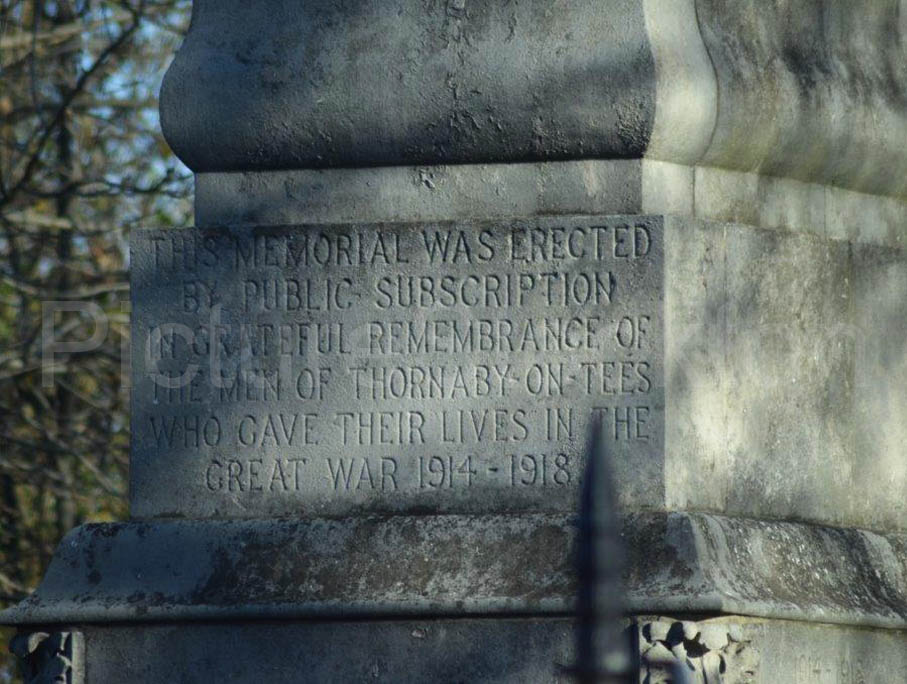 THIS MEMORIAL WAS ERECTED
BY PUBLIC SUBSCRIPTION
IN GRATEFUL REMEMBRANCE OF
THE MEN OF THORNABY-ON-TEES
WHO GAVE THEIR LIVES IN THE
GREAT WAR 1914-1918.